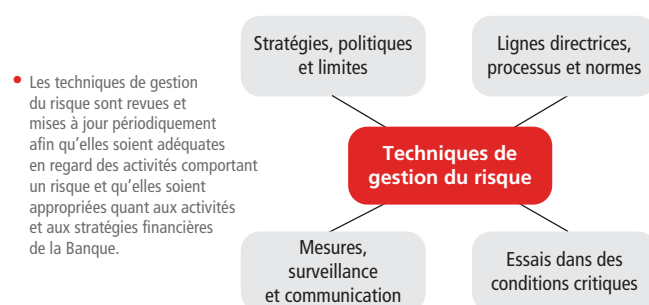 Stratégies, politiques
et limites
Lignes directrices,
processus et normes
• Les techniques de gestion
du risque sont revues et
mises à jour périodiquement
afin qu'elles soient adéquates
en regard des activités comportant
un risque et qu'elles soient
appropriées quant aux activités
et aux stratégies financières
de la Banque.
Techniques de
gestion du risque
Mesures,
surveillance
et communication
Essais dans des
conditions critiques